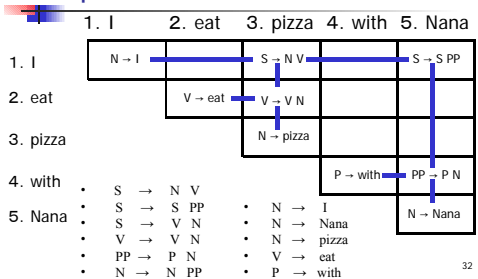 1. I 2. eat 3. pizza 4. with 5. Nana
1. I N → I S → N V S → S PP
2. eat V → eat V → V N
3. pizza N → pizza
4. with P → with PP → P N
5. Nana N → Nana
• S → N V
• S → S PP • N → I
• S → V N • N → Nana
• V → V N • N → pizza
• PP → P N • V → eat
• N → N PP • P → with
32